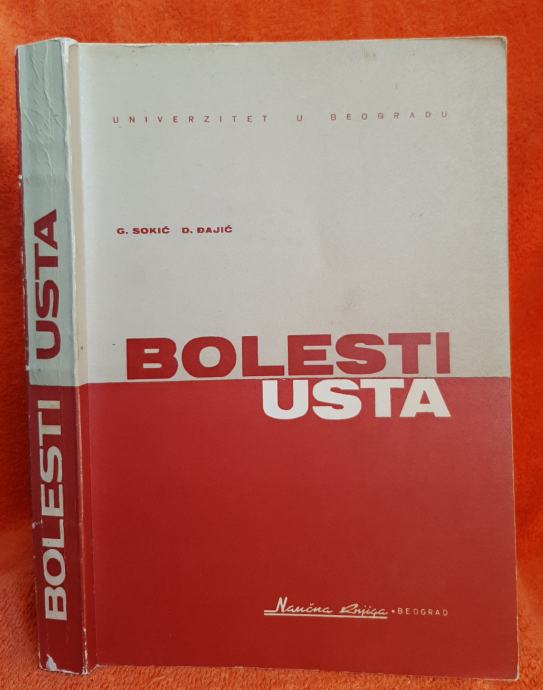 UNIVERZITET U BEOGRADU
G. SOKIĆ D. ĐAJIĆ
BOLESTI
USTA
Naučna Knjiga • BEOGRAD
BOLESTI USTA